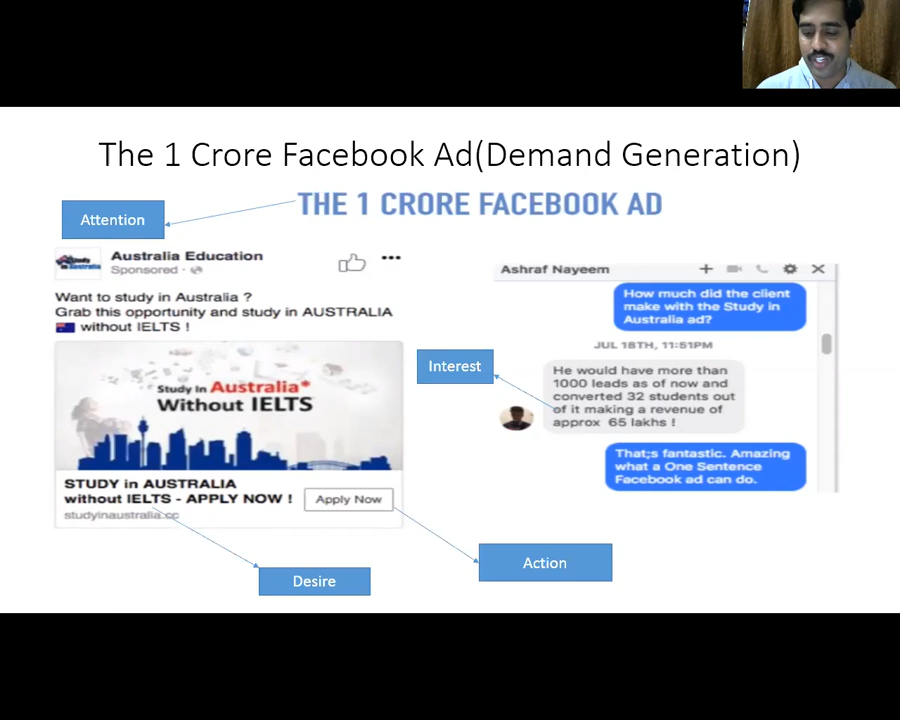 The 1 Crore Facebook Ad(Demand Generation)
THE 1 CRORE FACEBOOK AD
Attention
Study in
Australia
Australia Education
Sponsored ·
Want to study in Australia ?
Grab this opportunity and study in AUSTRALIA
without IELTS !
Study In Australia*
Without IELTS
STUDY in AUSTRALIA
without IELTS - APPLY NOW !
Apply Now
studyinaustralia.cc
Desire
Action
Interest
Ashraf Nayeem
How much did the client
make with the Study in
Australia ad?
JUL 18TH, 11:51PM
He would have more than
1000 leads as of now and
converted 32 students out
of it making a revenue of
approx 65 lakhs !
That;s fantastic. Amazing
what a One Sentence
Facebook ad can do.